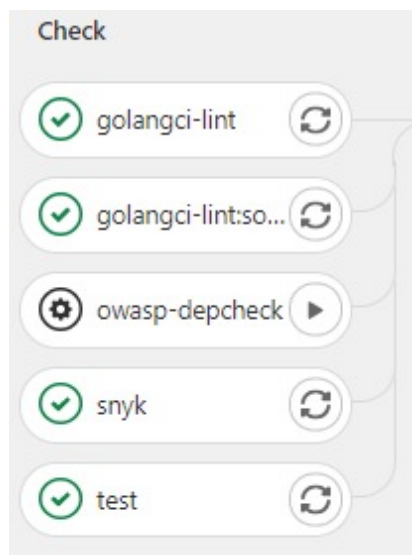 Check
golangci-lint
golangci-lint:so...
owasp-depcheck
snyk
test